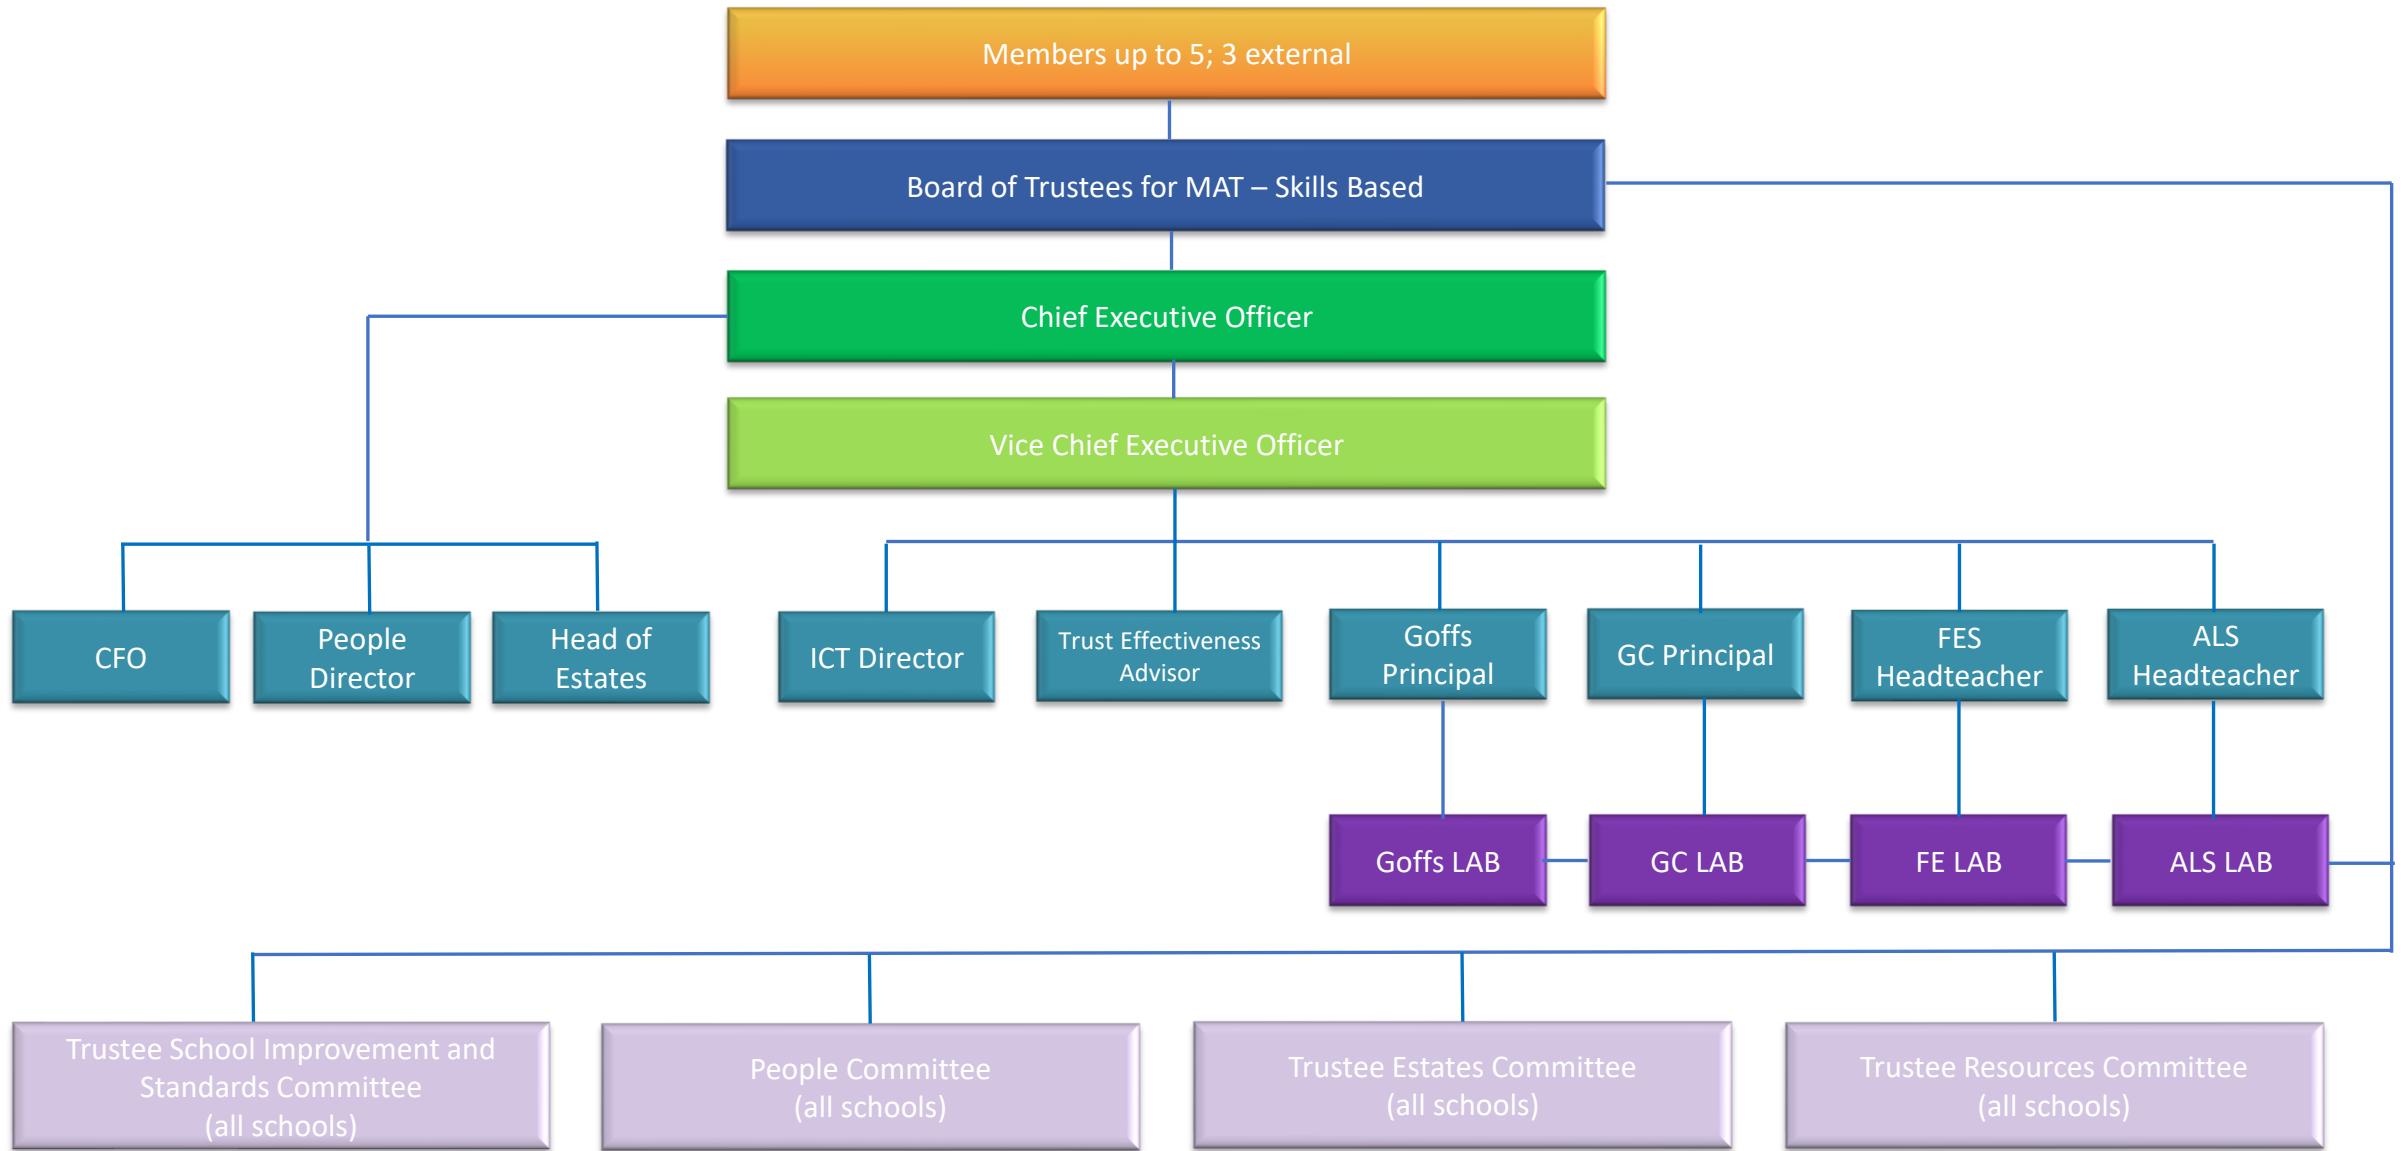 Members up to 5; 3 external
Board of Trustees for MAT – Skills Based
Chief Executive Officer
Vice Chief Executive Officer
CFO
People
Director
Head of
Estates
ICT Director
Trust Effectiveness
Advisor
Goffs
Principal
GC Principal
FES
Headteacher
ALS
Headteacher
Goffs LAB
GC LAB
FE LAB
ALS LAB
Trustee School Improvement and
Standards Committee
(all schools)
People Committee
(all schools)
Trustee Estates Committee
(all schools)
Trustee Resources Committee
(all schools)